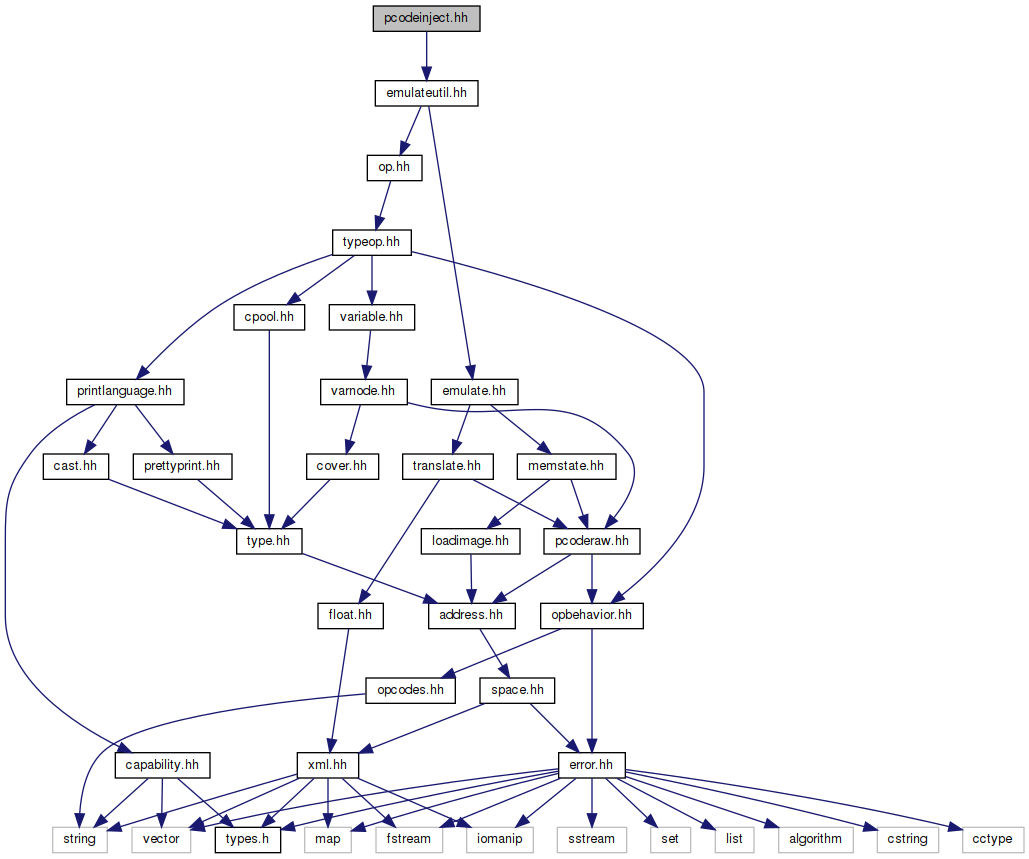 pcodeinject.hh
emulateutil.hh
op.hh
typeop.hh
cpool.hh
variable.hh
printlanguage.hh
varnode.hh
emulate.hh
cast.hh
prettyprint.hh
cover.hh
translate.hh
memstate.hh
type.hh
loadimage.hh
pcoderaw.hh
float.hh
address.hh
opbehavior.hh
opcodes.hh
space.hh
capability.hh
xml.hh
error.hh
string
vector
types.h
map
fstream
iomanip
sstream
set
list
algorithm
cstring
cctype